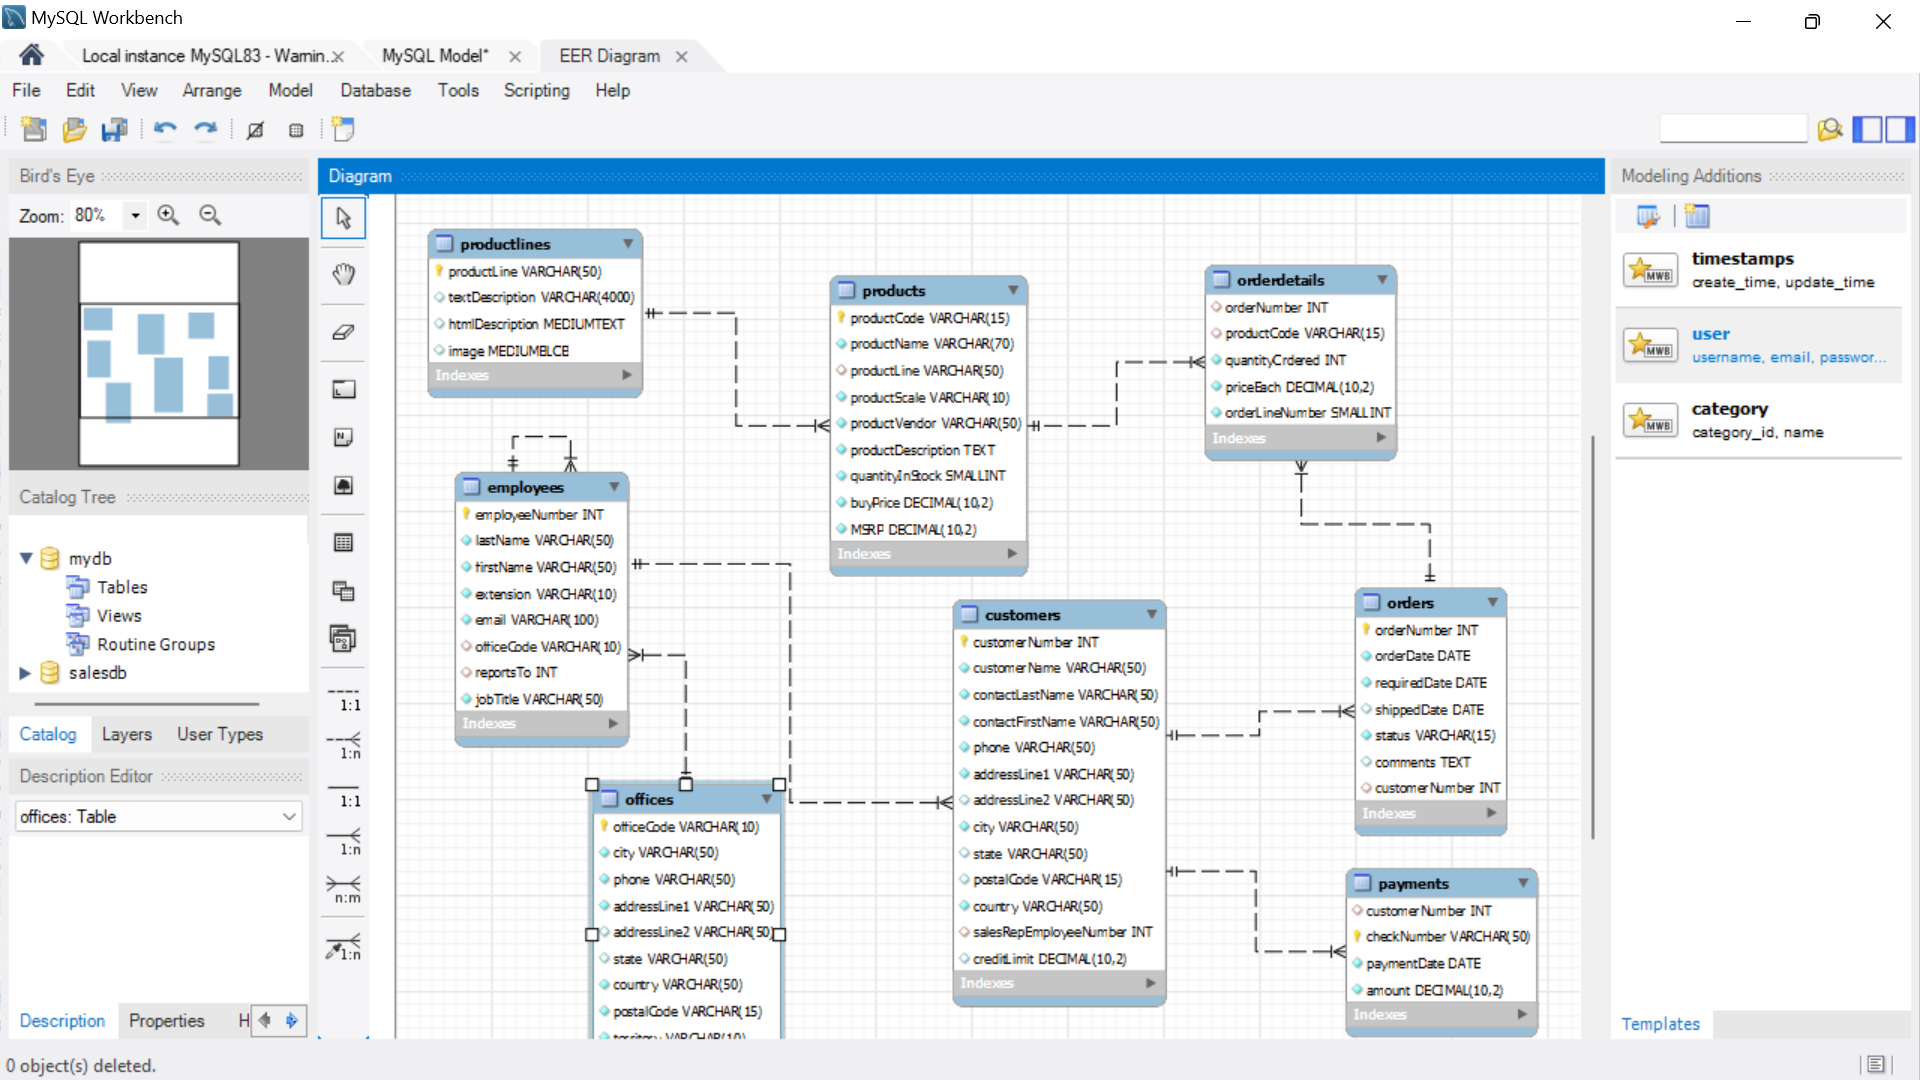 MySQL Workbench
Local instance MySQL83 - Warnin..
MySQL Model*
EER Diagram
File Edit View Arrange Model Database Tools Scripting Help
Bird's Eye
Zoom: 80%
Catalog Tree
mydb
Tables
Views
Routine Groups
salesdb
Catalog Layers User Types
Description Editor
offices: Table
Description Properties H
0 object(s) deleted.
Diagram
1:1
1:n
1:1
1:n
n:m
1:n
productlines
productLine VARCHAR(50)
textDescription VARCHAR(4000)
htmlDescription MEDIUMTEXT
image MEDIUMBLOB
Indexes
employees
employeeNumber INT
lastName VARCHAR(50)
firstName VARCHAR(50)
extension VARCHAR(10)
email VARCHAR(100)
officeCode VARCHAR(10)
reportsTo INT
jobTitle VARCHAR(50)
Indexes
offices
officeCode VARCHAR(10)
city VARCHAR(50)
phone VARCHAR(50)
addressLine1 VARCHAR(50)
addressLine2 VARCHAR(50)
state VARCHAR(50)
country VARCHAR(50)
postalCode VARCHAR(15)
territory VARCHAR(10)
products
productCode VARCHAR(15)
productName VARCHAR(70)
productLine VARCHAR(50)
productScale VARCHAR(10)
productVendor VARCHAR(50)
productDescription TEXT
quantityInStock SMALLINT
buyPrice DECIMAL(10,2)
MSRP DECIMAL(10,2)
Indexes
customers
customerNumber INT
customerName VARCHAR(50)
contactLastName VARCHAR(50)
contactFirstName VARCHAR(50)
phone VARCHAR(50)
addressLine1 VARCHAR(50)
addressLine2 VARCHAR(50)
city VARCHAR(50)
state VARCHAR(50)
postalCode VARCHAR(15)
country VARCHAR(50)
salesRepEmployeeNumber INT
creditLimit DECIMAL(10,2)
Indexes
orderdetails
orderNumber INT
productCode VARCHAR(15)
quantityOrdered INT
priceEach DECIMAL(10,2)
orderLineNumber SMALLINT
Indexes
orders
orderNumber INT
orderDate DATE
requiredDate DATE
shippedDate DATE
status VARCHAR(15)
comments TEXT
customerNumber INT
Indexes
payments
customerNumber INT
checkNumber VARCHAR(50)
paymentDate DATE
amount DECIMAL(10,2)
Indexes
Modeling Additions
MWB
timestamps
create_time, update_time
MWB
user
username, email, passwor...
MWB
category
category_id, name
Templates